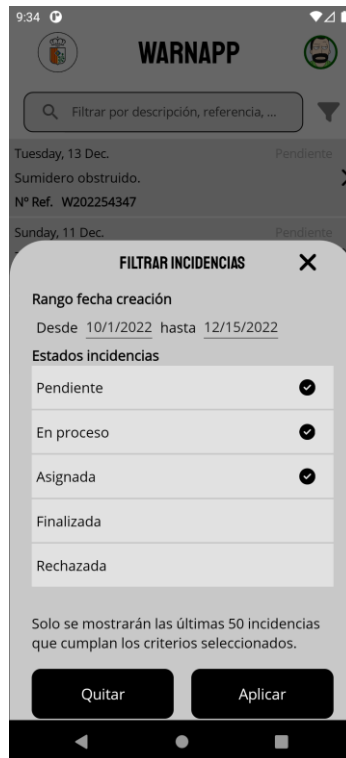 9:34
WARNAPP
Filtrar por descripción, referencia, ...
Tuesday, 13 Dec. Pendiente
Sumidero obstruido.
Nº Ref. W202254347
Sunday, 11 Dec. Pendiente
FILTRAR INCIDENCIAS
Rango fecha creación
Desde 10/1/2022 hasta 12/15/2022
Estados incidencias
Pendiente
En proceso
Asignada
Finalizada
Rechazada
Solo se mostrarán las últimas 50 incidencias
que cumplan los criterios seleccionados.
Quitar Aplicar